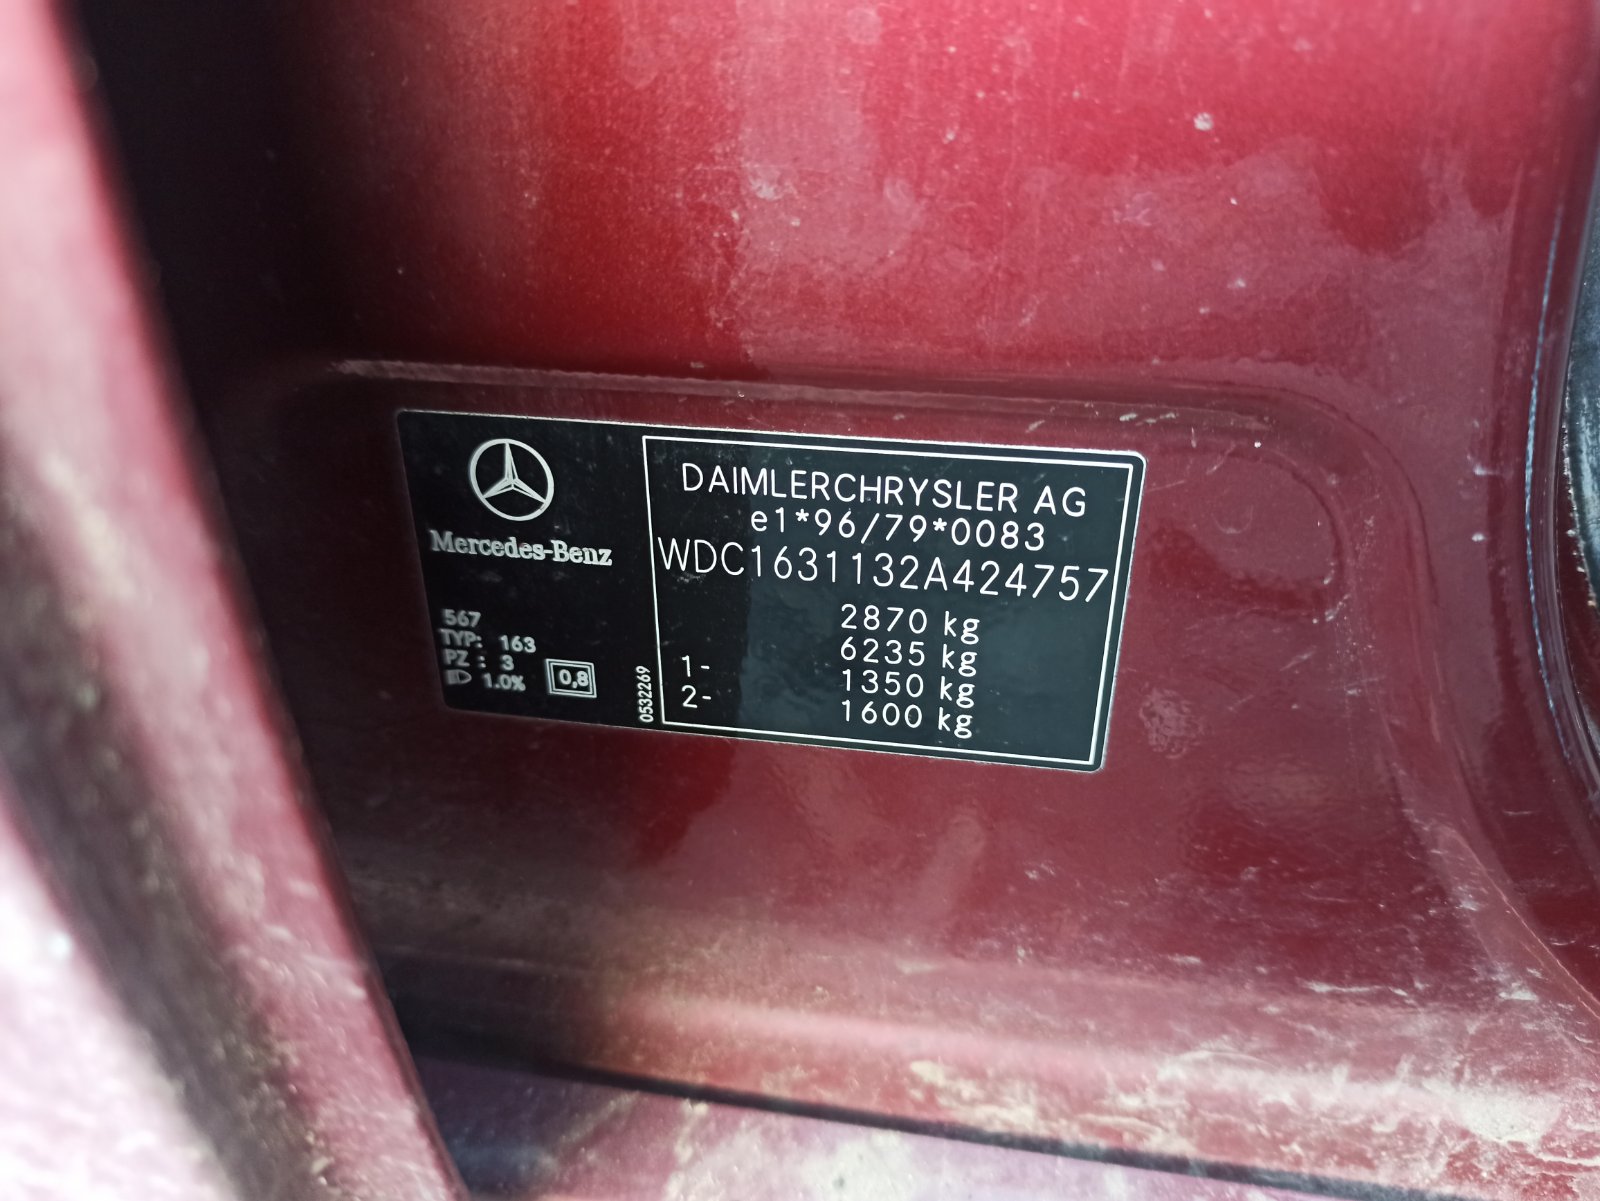 Mercedes-Benz
567
TYP: 163
PZ : 3
1.0% 0,8
0532269
DAIMLERCHRYSLER AG
e1*96/79*0083
WDC1631132A424757
2870 kg
6235 kg
1- 1350 kg
2- 1600 kg